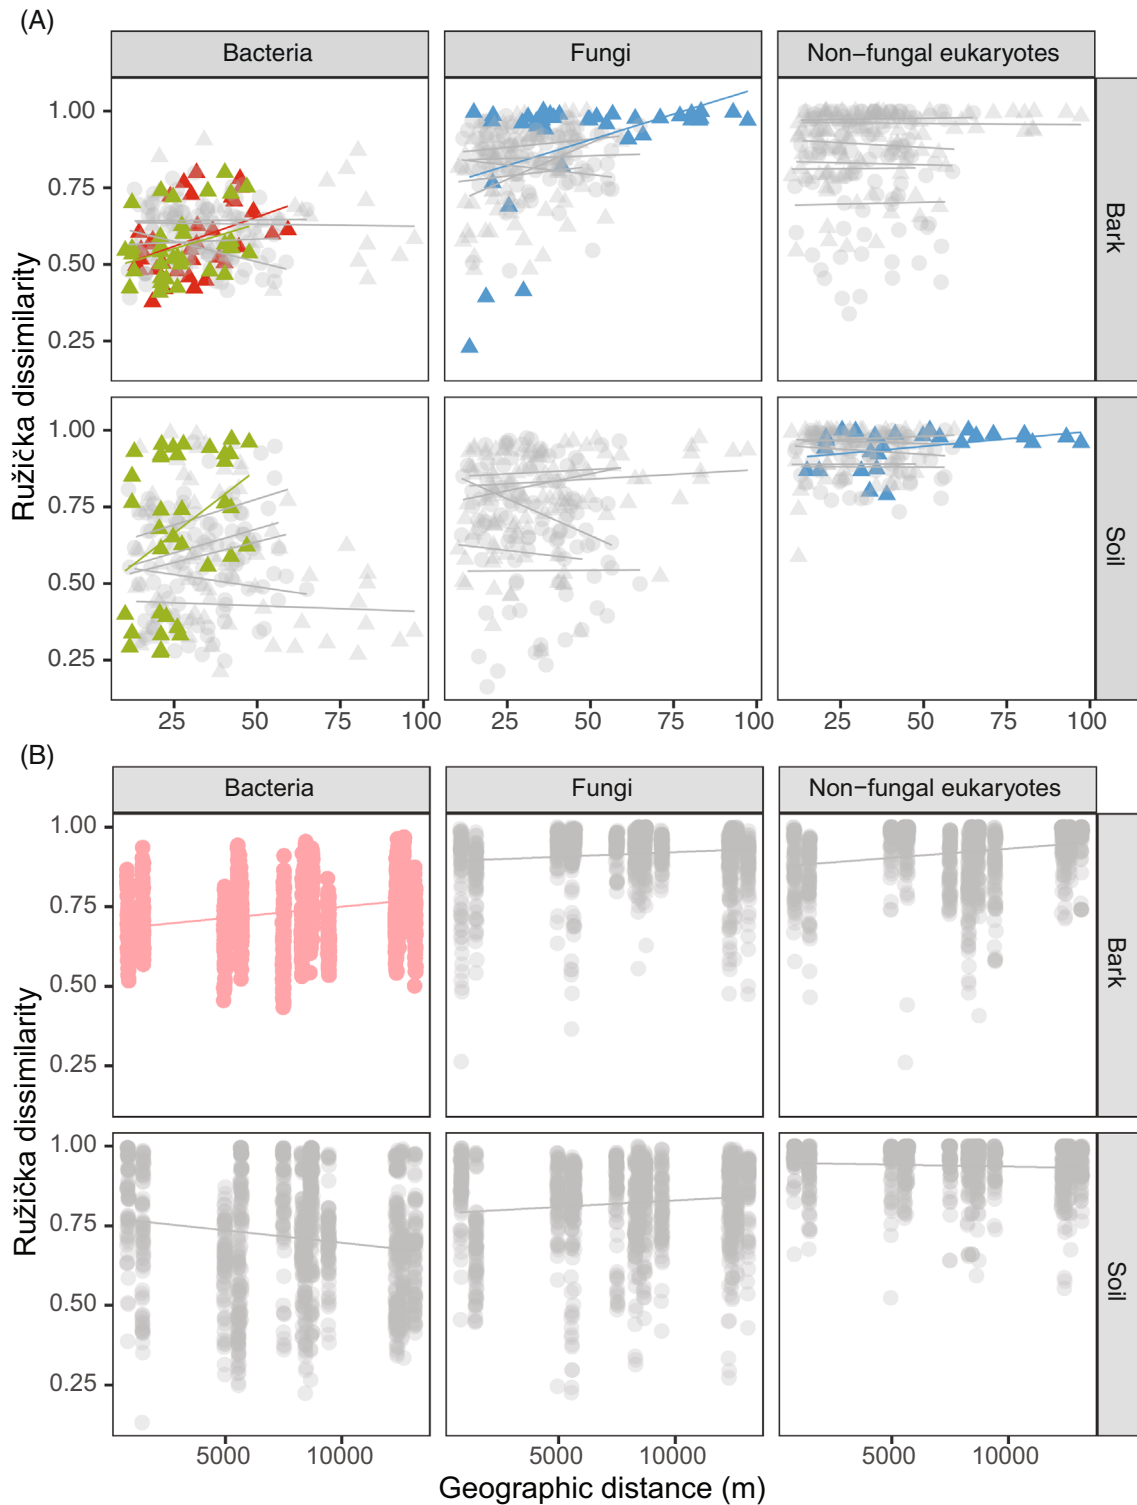 (A)
Bacteria Fungi Non−fungal eukaryotes
1.00
0.75
0.50
0.25
Bark
Ružička dissimilarity
1.00
0.75
0.50
0.25
Soil
25 50 75 100 25 50 75 100 25 50 75 100
(B)
Bacteria Fungi Non−fungal eukaryotes
1.00
0.75
0.50
0.25
Bark
Ružička dissimilarity
1.00
0.75
0.50
0.25
Soil
5000 10000 5000 10000 5000 10000
Geographic distance (m)